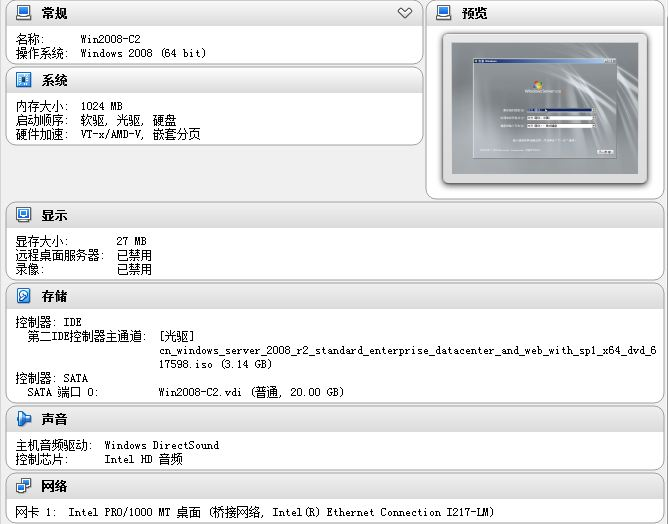 常规
名称: Win2008-C2
操作系统: Windows 2008 (64 bit)
预览
系统
内存大小: 1024 MB
启动顺序: 软驱, 光驱, 硬盘
硬件加速: VT-x/AMD-V, 嵌套分页
显示
显存大小: 27 MB
远程桌面服务器: 已禁用
录像: 已禁用
存储
控制器: IDE
第二IDE控制器主通道: [光驱]
cn_windows_server_2008_r2_standard_enterprise_datacenter_and_web_with_sp1_x64_dvd_6
17598.iso (3.14 GB)
控制器: SATA
SATA 端口 0: Win2008-C2.vdi (普通, 20.00 GB)
声音
主机音频驱动: Windows DirectSound
控制芯片: Intel HD 音频
网络
网卡 1: Intel PRO/1000 MT 桌面 (桥接网络, Intel(R) Ethernet Connection I217-LM)